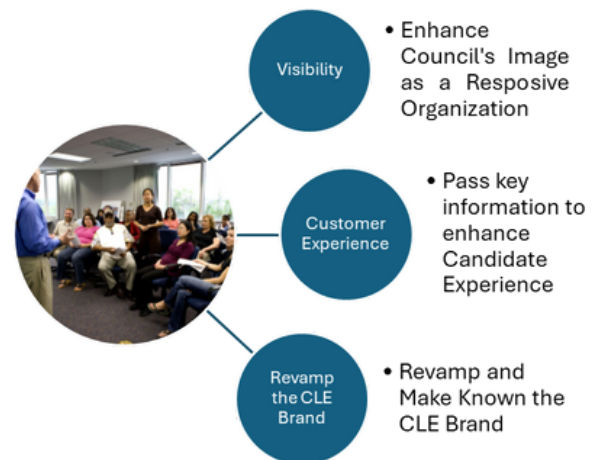 Visibility
• Enhance
Council's Image
as a Resposive
Organization
Customer
Experience
• Pass key
information to
enhance
Candidate
Experience
Revamp
the CLE
Brand
• Revamp and
Make Known the
CLE Brand